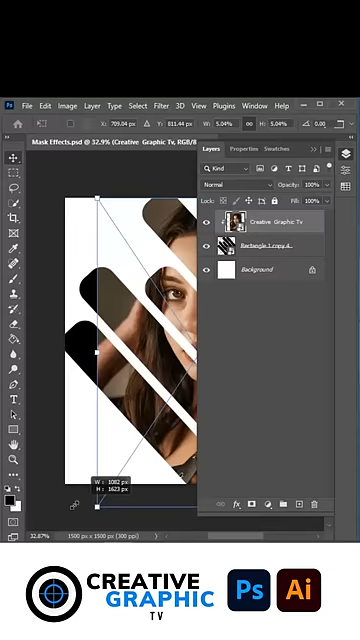 Ps File Edit Image Layer Type Select Filter 3D View Plugins Window Help
X: 709.04 px Y: 811.44 px W: 5.04% H: 5.04% 0.00
Mask Effects.psd @ 32.9% (Creative Graphic Tv, RGB/8
Layers Properties Swatches
Kind
Normal Opacity: 100%
Lock: Fill: 100%
Creative Graphic Tv
Rectangle 1 copy 4
Background
W: 1082 px
H: 1623 px
fx
32.87% 1500 px x 1500 px (300 ppi)
CREATIVE
GRAPHIC
TV
Ps Ai